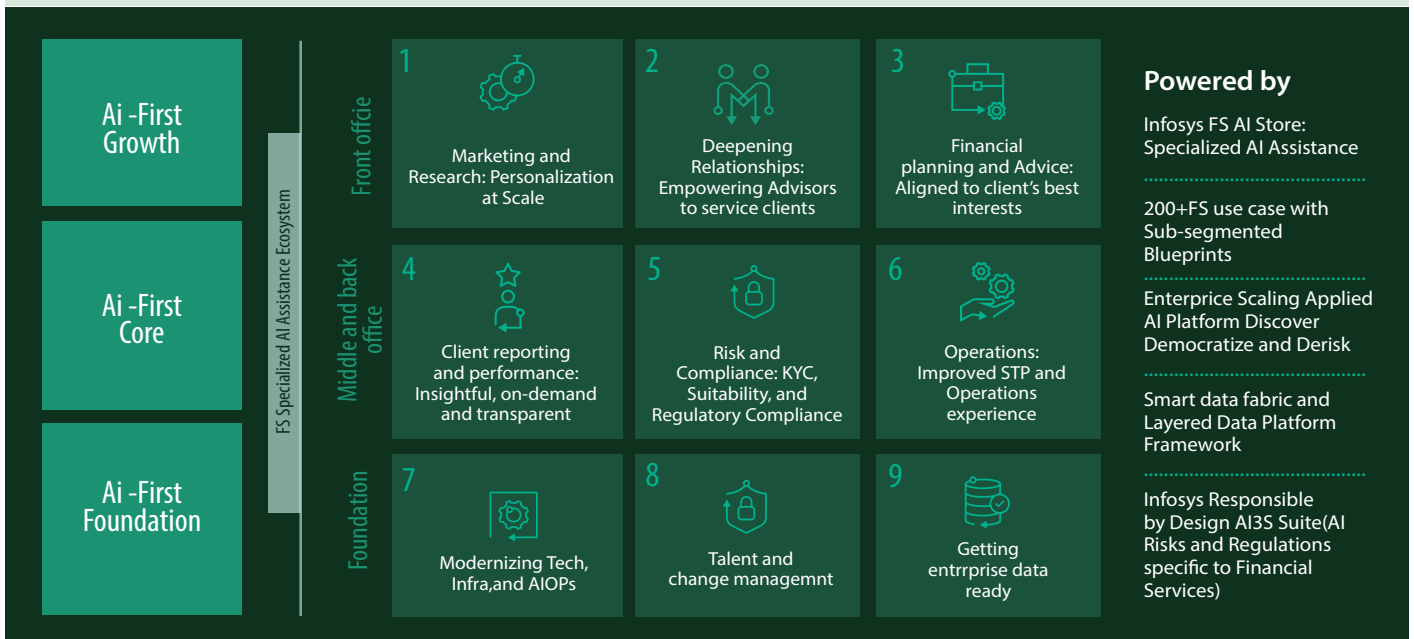 Ai -First
Growth
Ai -First
Core
Ai -First
Foundation
FS Specialized AI Assistance Ecosystem
Front offcie
1
Marketing and
Research: Personalization
at Scale
2
Deepening
Relationships:
Empowering Advisors
to service clients
3
Financial
planning and Advice:
Aligned to client’s best
interests
Middle and back
office
4
Client reporting
and performance:
Insightful, on-demand
and transparent
5
Risk and
Compliance: KYC,
Suitability, and
Regulatory Compliance
6
Operations:
Improved STP and
Operations
experience
Foundation
7
Modernizing Tech,
Infra,and AIOPs
8
Talent and
change managemnt
9
Getting
entrrprise data
ready
Powered by
Infosys FS AI Store:
Specialized AI Assistance
200+FS use case with
Sub-segmented
Blueprints
Enterprice Scaling Applied
AI Platform Discover
Democratize and Derisk
Smart data fabric and
Layered Data Platform
Framework
Infosys Responsible
by Design AI3S Suite(AI
Risks and Regulations
specific to Financial
Services)